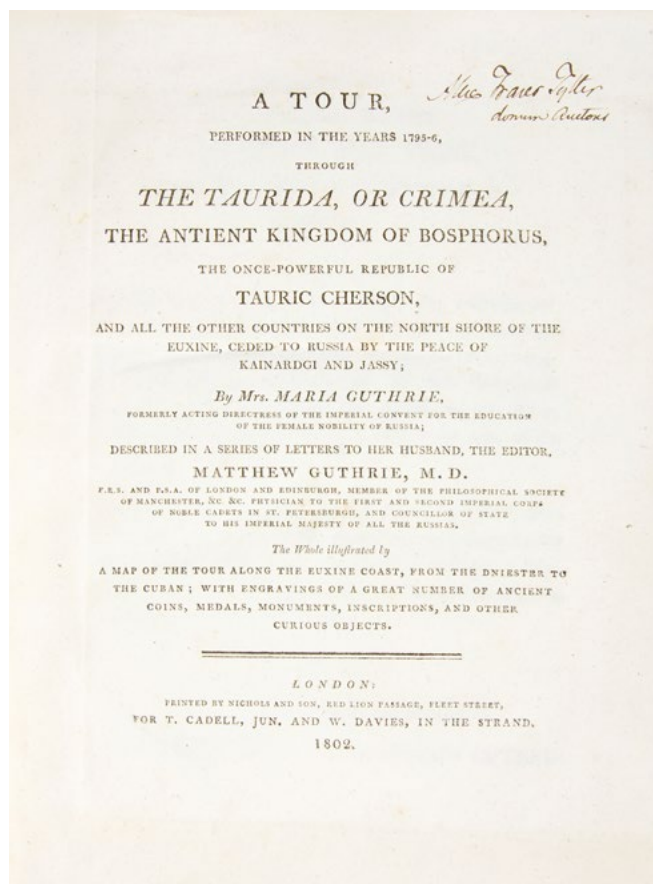 Alex Fraser Tytler
donum Auctoris
A TOUR,
PERFORMED IN THE YEARS 1795-6,
THROUGH
THE TAURIDA, OR CRIMEA,
THE ANTIENT KINGDOM OF BOSPHORUS,
THE ONCE-POWERFUL REPUBLIC OF
TAURIC CHERSON,
AND ALL THE OTHER COUNTRIES ON THE NORTH SHORE OF THE
EUXINE, CEDED TO RUSSIA BY THE PEACE OF
KAINARDGI AND JASSY;
By Mrs. MARIA GUTHRIE,
FORMERLY ACTING DIRECTRESS OF THE IMPERIAL CONVENT FOR THE EDUCATION
OF THE FEMALE NOBILITY OF RUSSIA;
DESCRIBED IN A SERIES OF LETTERS TO HER HUSBAND, THE EDITOR,
MATTHEW GUTHRIE, M. D.
F.R.S. AND F.S.A. OF LONDON AND EDINBURGH, MEMBER OF THE PHILOSOPHICAL SOCIETY
OF MANCHESTER, &C. &C. PHYSICIAN TO THE FIRST AND SECOND IMPERIAL CORPS
OF NOBLE CADETS IN ST. PETERSBURGH, AND COUNCILLOR OF STATE
TO HIS IMPERIAL MAJESTY OF ALL THE RUSSIAS.
The Whole illustrated by
A MAP OF THE TOUR ALONG THE EUXINE COAST, FROM THE DNIESTER TO
THE CUBAN; WITH ENGRAVINGS OF A GREAT NUMBER OF ANCIENT
COINS, MEDALS, MONUMENTS, INSCRIPTIONS, AND OTHER
CURIOUS OBJECTS.
LONDON:
PRINTED BY NICHOLS AND SON, RED LION PASSAGE, FLEET STREET,
FOR T. CADELL, JUN. AND W. DAVIES, IN THE STRAND.
1802.